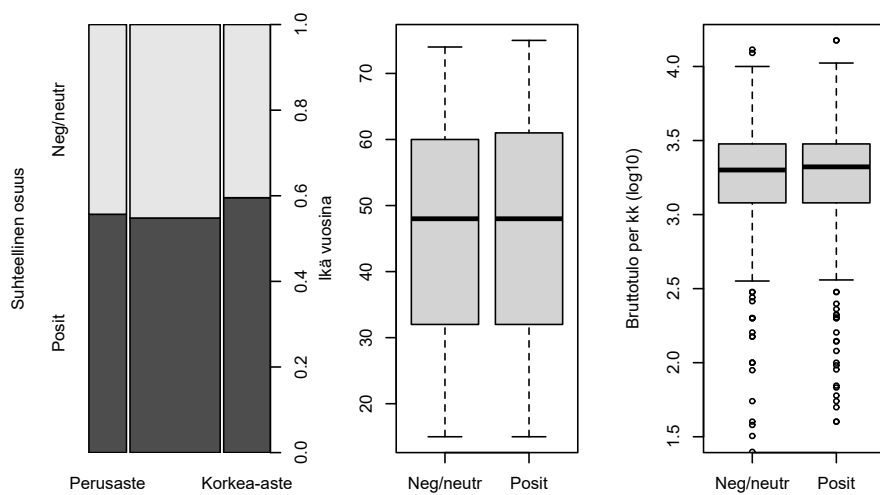 Suhteellinen osuus
Neg/neutr
Posit
Perusaste
Korkea-aste
1.0
0.8
0.6
0.4
0.2
0.0
Ikä vuosina
70
60
50
40
30
20
Neg/neutr
Posit
Bruttotulo per kk (log10)
4.0
3.5
3.0
2.5
2.0
1.5
Neg/neutr
Posit